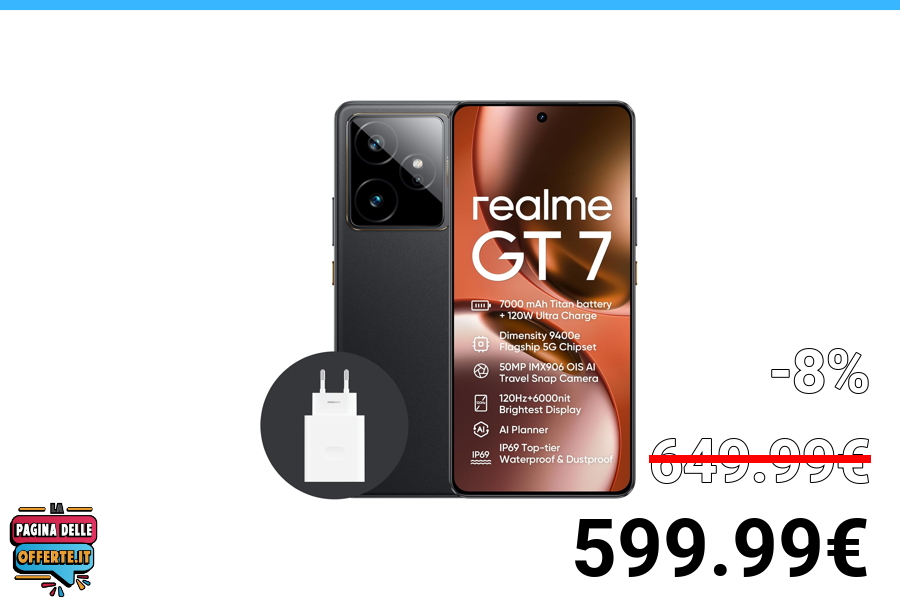 realme
GT 7
7000 mAh Titan battery
+ 120W Ultra Charge
Dimensity 9400e
Flagship 5G Chipset
50MP IMX906 OIS AI
Travel Snap Camera
120Hz+6000nit
Brightest Display
AI
AI Planner
IP69
IP69 Top-tier
Waterproof & Dustproof
-8%
649.99€
599.99€
LA
PAGINA DELLE
OFFERTE.IT